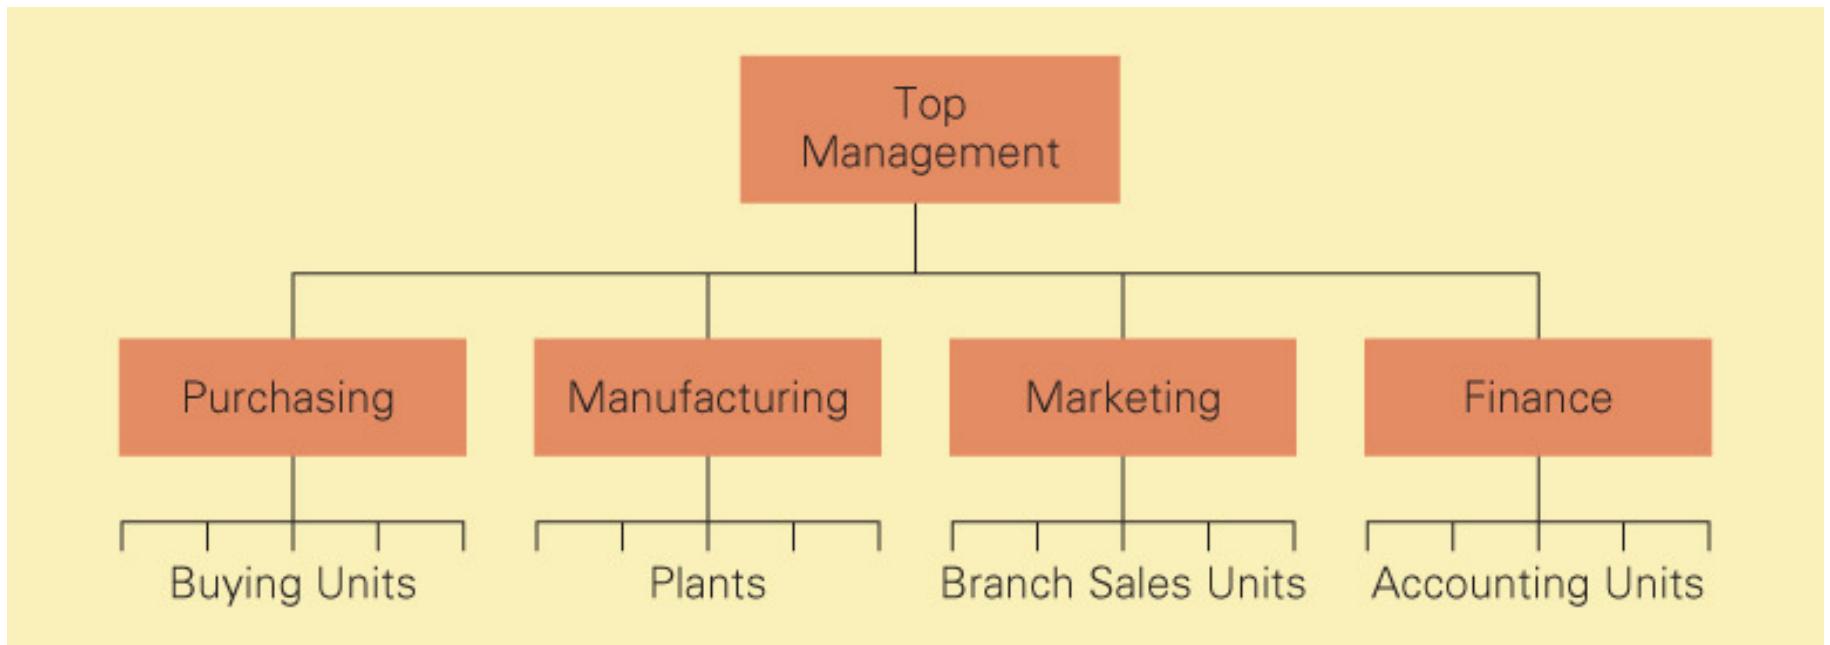 Top
Management
Purchasing
Manufacturing
Marketing
Finance
Buying Units
Plants
Branch Sales Units
Accounting Units